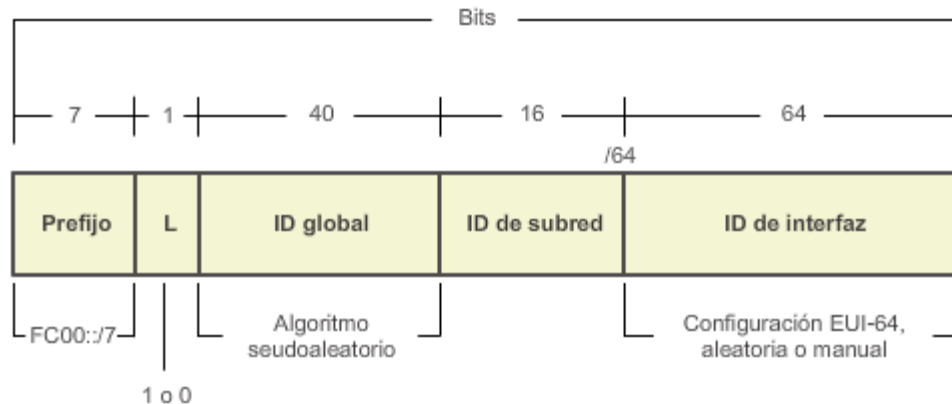 Bits
7
1
40
16
64
/64
Prefijo
L
ID global
ID de subred
ID de interfaz
FC00::/7
Algoritmo
seudoaleatorio
Configuración EUI-64,
aleatoria o manual
1 o 0